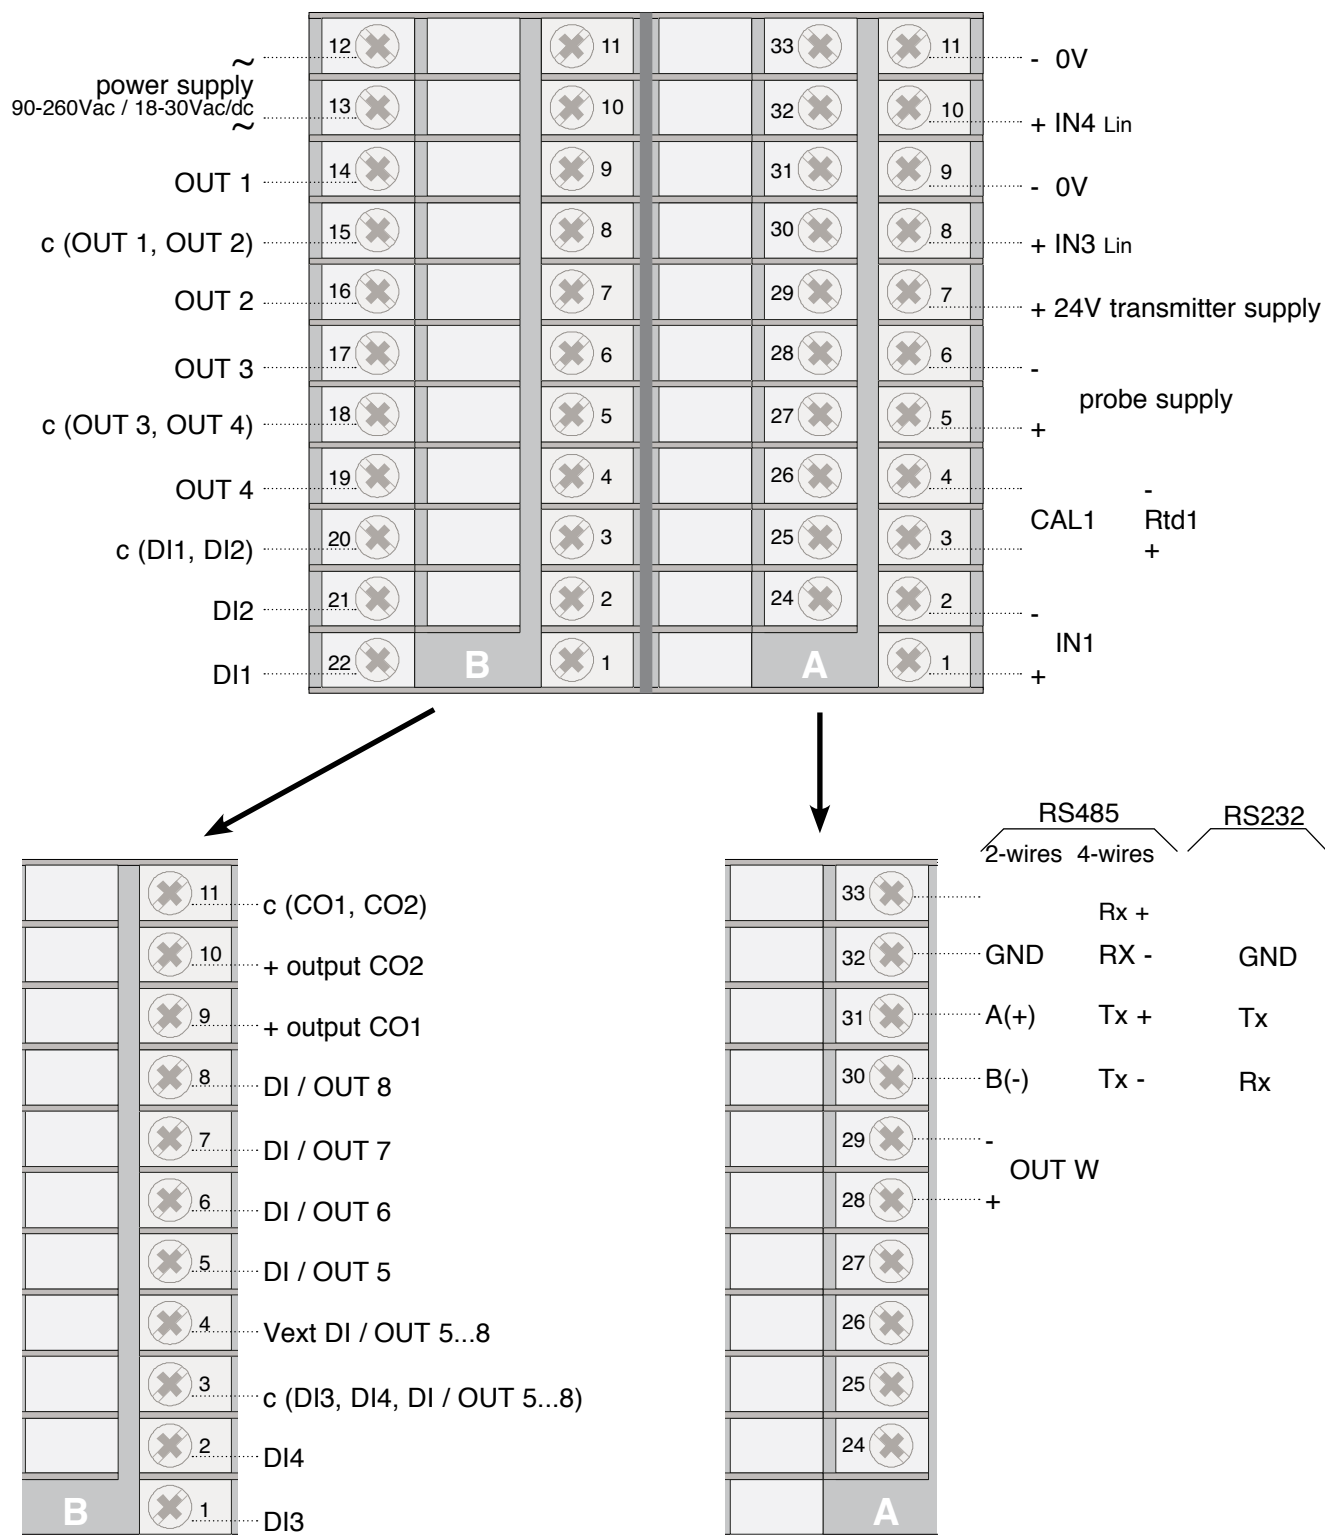 12 11 33 11 - 0V
~
power supply
90-260Vac / 18-30Vac/dc
~
13 10 32 10 + IN4 Lin
OUT 1 14 9 31 9 - 0V
c (OUT 1, OUT 2) 15 8 30 8 + IN3 Lin
OUT 2 16 7 29 7 + 24V transmitter supply
OUT 3 17 6 28 6 -
probe supply
c (OUT 3, OUT 4) 18 5 27 5 +
OUT 4 19 4 26 4 -
CAL1 Rtd1
c (DI1, DI2) 20 3 25 3 +
DI2 21 2 24 2 -
IN1
DI1 22 B 1 A 1 +
11 c (CO1, CO2)
10 + output CO2
9 + output CO1
8 DI / OUT 8
7 DI / OUT 7
6 DI / OUT 6
5 DI / OUT 5
4 Vext DI / OUT 5...8
3 c (DI3, DI4, DI / OUT 5...8)
2 DI4
B 1 DI3
RS485 RS232
2-wires 4-wires
33 Rx +
32 GND RX - GND
31 A(+) Tx + Tx
30 B(-) Tx - Rx
29 -
OUT W
28 +
27
26
25
24
A